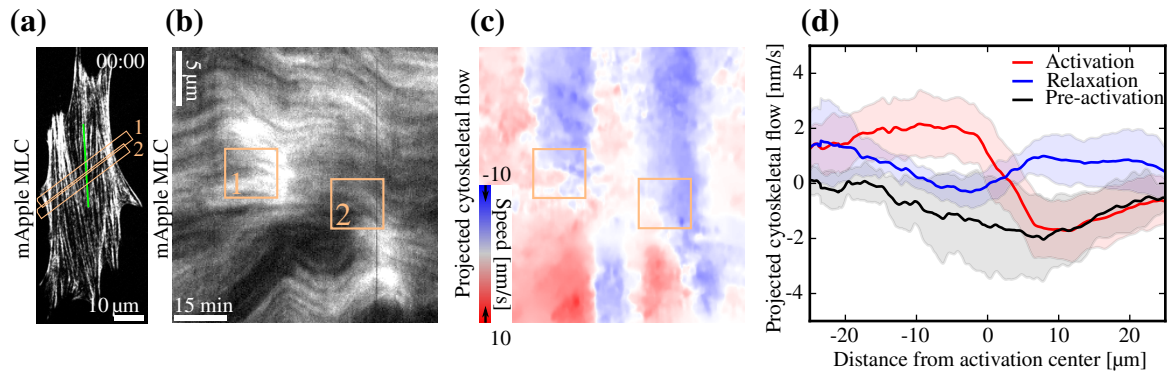 (a)
(b)
(c)
(d)
mApple MLC
00:00
1
2
10 µm
mApple MLC
5 µm
1
2
15 min
Projected cytoskeletal flow
-10
Speed [nm/s]
10
Projected cytoskeletal flow [nm/s]
4
2
0
-2
-4
Activation
Relaxation
Pre-activation
-20
-10
0
10
20
Distance from activation center [µm]